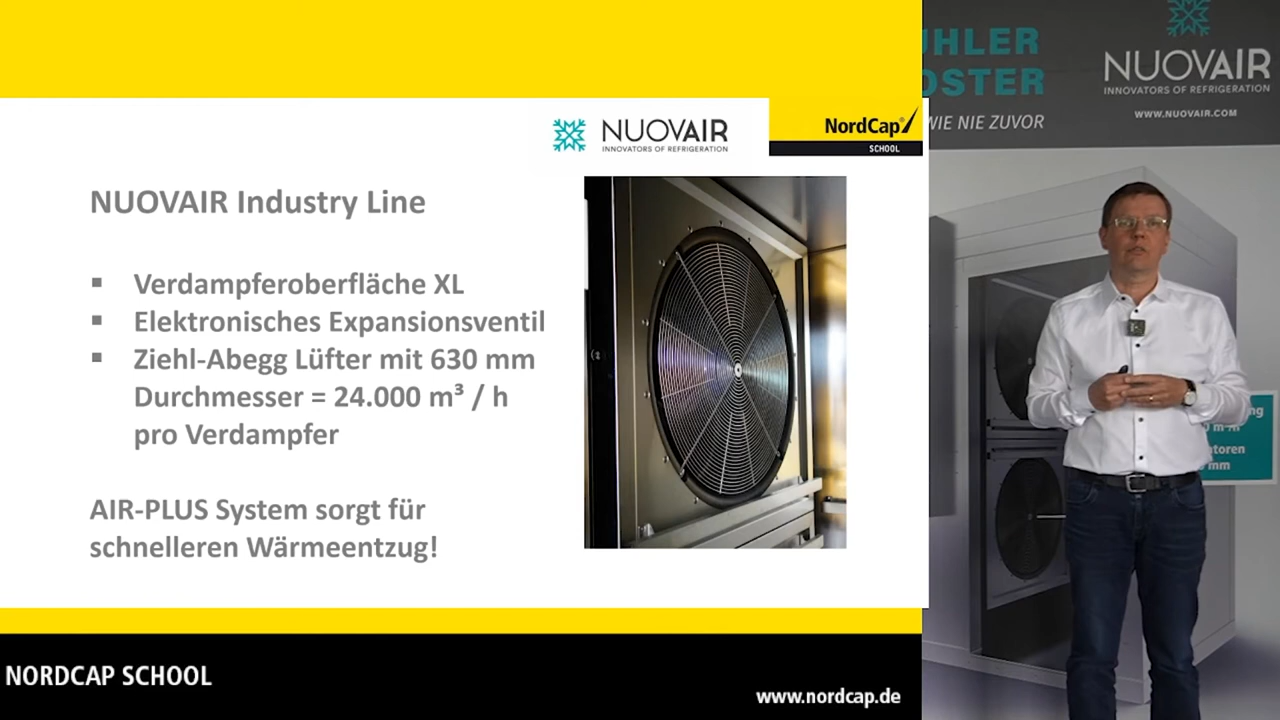 NUOVAIR
INNOVATORS OF REFRIGERATION
NordCap®
SCHOOL
NUOVAIR Industry Line
▪ Verdampferoberfläche XL
▪ Elektronisches Expansionsventil
▪ Ziehl-Abegg Lüfter mit 630 mm
Durchmesser = 24.000 m³ / h
pro Verdampfer
AIR-PLUS System sorgt für
schnelleren Wärmeentzug!
NORDCAP SCHOOL
www.nordcap.de
NUOVAIR
INNOVATORS OF REFRIGERATION
WWW.NUOVAIR.COM
WIE NIE ZUVOR
mm